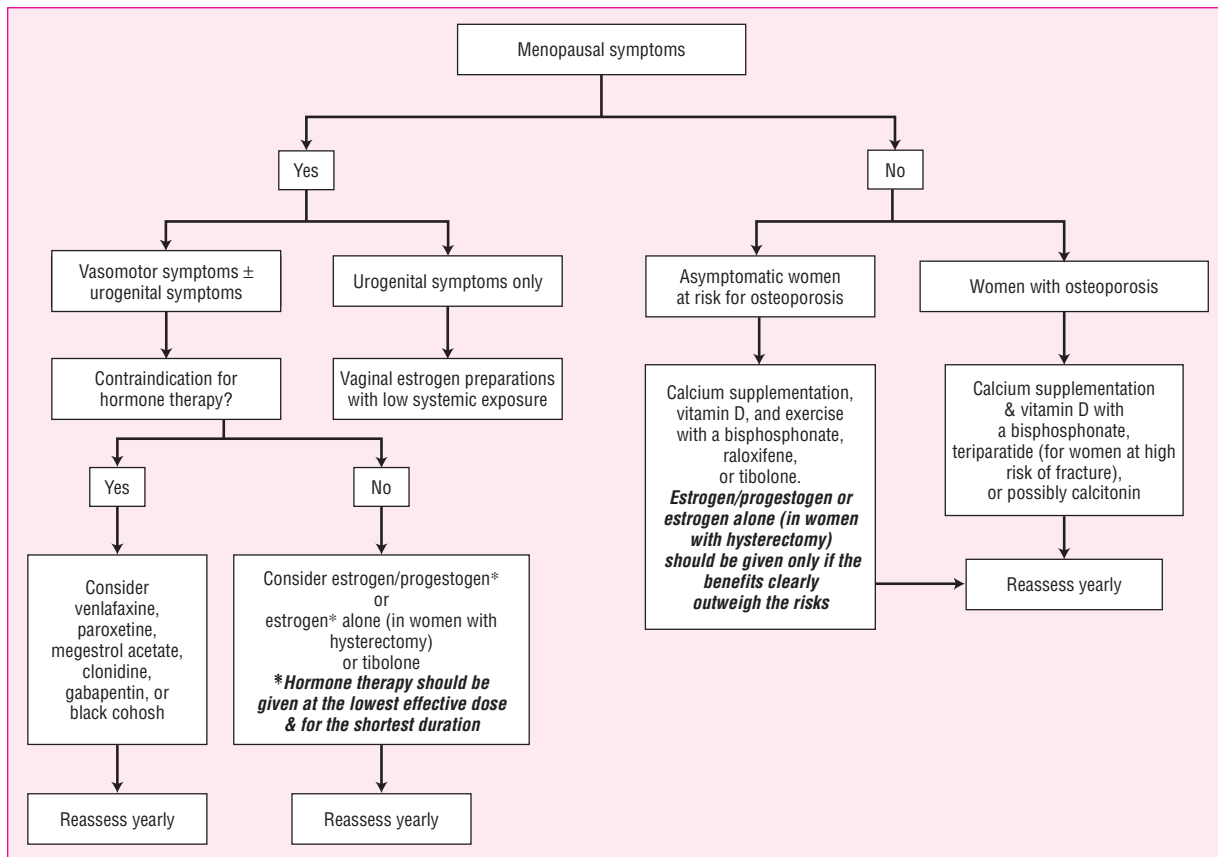 Menopausal symptoms
Yes
No
Vasomotor symptoms ±
urogenital symptoms
Urogenital symptoms only
Asymptomatic women
at risk for osteoporosis
Women with osteoporosis
Contraindication for
hormone therapy?
Vaginal estrogen preparations
with low systemic exposure
Calcium supplementation,
vitamin D, and exercise
with a bisphosphonate,
raloxifene,
or tibolone.
Estrogen/progestogen or
estrogen alone (in women
with hysterectomy)
should be given only if the
benefits clearly
outweigh the risks
Calcium supplementation
& vitamin D with
a bisphosphonate,
teriparatide (for women at high
risk of fracture),
or possibly calcitonin
Yes
No
Consider
venlafaxine,
paroxetine,
megestrol acetate,
clonidine,
gabapentin, or
black cohosh
Consider estrogen/progestogen*
or
estrogen* alone (in women with
hysterectomy)
or tibolone
*Hormone therapy should be
given at the lowest effective dose
& for the shortest duration
Reassess yearly
Reassess yearly
Reassess yearly